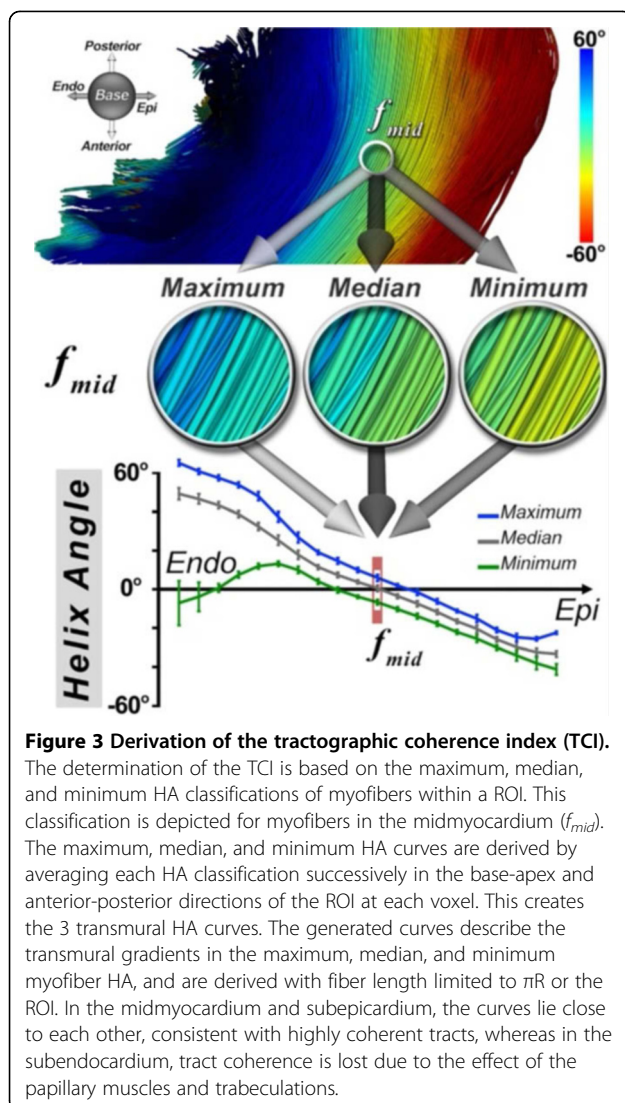 Posterior
60°
Endo Base Epi
Anterior
f mid
-60°
Maximum Median Minimum
f mid
60°
Helix Angle
Maximum
Median
Minimum
Endo
0°
Epi
f mid
-60°
Figure 3 Derivation of the tractographic coherence index (TCI).
The determination of the TCI is based on the maximum, median,
and minimum HA classifications of myofibers within a ROI. This
classification is depicted for myofibers in the midmyocardium (fmid).
The maximum, median, and minimum HA curves are derived by
averaging each HA classification successively in the base-apex and
anterior-posterior directions of the ROI at each voxel. This creates
the 3 transmural HA curves. The generated curves describe the
transmural gradients in the maximum, median, and minimum
myofiber HA, and are derived with fiber length limited to πR or the
ROI. In the midmyocardium and subepicardium, the curves lie close
to each other, consistent with highly coherent tracts, whereas in the
subendocardium, tract coherence is lost due to the effect of the
papillary muscles and trabeculations.